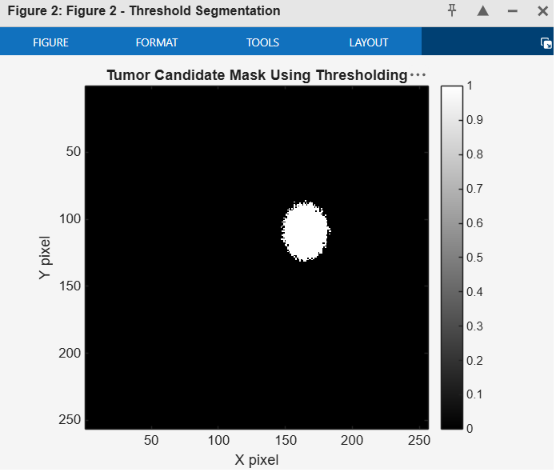 Figure 2: Figure 2 - Threshold Segmentation
FIGURE FORMAT TOOLS LAYOUT
Tumor Candidate Mask Using Thresholding
Y pixel
50
100
150
200
250
50 100 150 200 250
X pixel
1
0.9
0.8
0.7
0.6
0.5
0.4
0.3
0.2
0.1
0